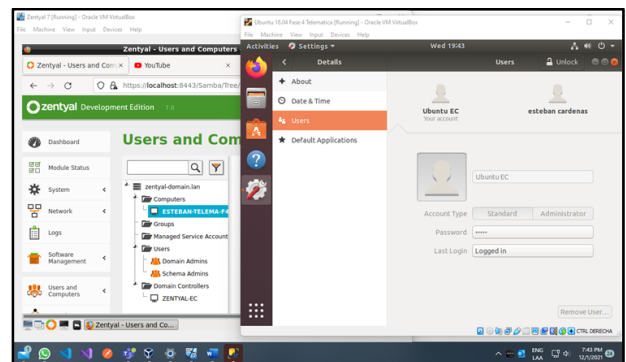 Zentyal 7 [Running] - Oracle VM VirtualBox
File Machine View Input Devices Help
Zentyal - Users and Computers
Zentyal - Users and Com
YouTube
https://localhost:8443/Samba/Tree/
zentyal Development Edition 7.0
Dashboard
Module Status
System
Network
Logs
Software
Management
Users and
Computers
Users and Com
zentyal-domain.lan
Computers
ESTEBAN-TELEMA-F4
Groups
Managed Service Account
Users
Domain Admins
Schema Admins
Domain Controllers
ZENTYAL-EC
Zentyal - Users and Co...
Ubuntu 18.04 Fase 4 Telematica [Running] - Oracle VM VirtualBox
File Machine View Input Devices Help
Activities Settings Wed 19:43
Details Users Unlock
About
Date & Time
Users
Default Applications
Ubuntu EC
Your account
esteban cardenas
Ubuntu EC
Account Type Standard Administrator
Password
Last Login Logged in
Remove User...
CTRL DERECHA
ENG
LAA
7:43 PM
12/1/2021